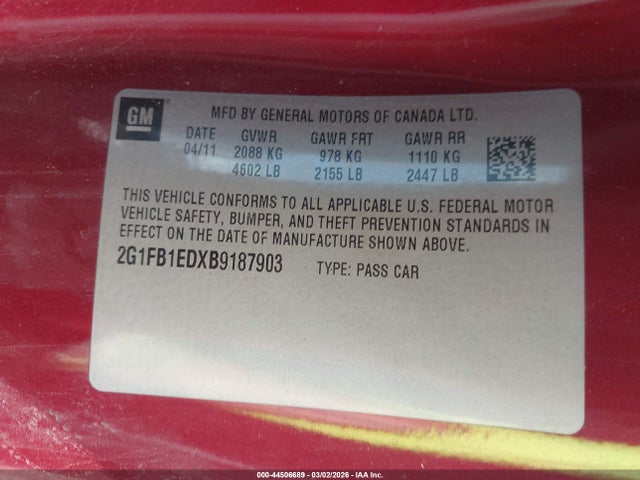 GM
MFD BY GENERAL MOTORS OF CANADA LTD.
DATE GVWR GAWR FRT GAWR RR
04/11 2088 KG 978 KG 1110 KG
4602 LB 2155 LB 2447 LB
THIS VEHICLE CONFORMS TO ALL APPLICABLE U.S. FEDERAL MOTOR
VEHICLE SAFETY, BUMPER, AND THEFT PREVENTION STANDARDS IN
EFFECT ON THE DATE OF MANUFACTURE SHOWN ABOVE.
2G1FB1EDXB9187903 TYPE: PASS CAR
000-44506689 - 03/02/2026 - IAA Inc.